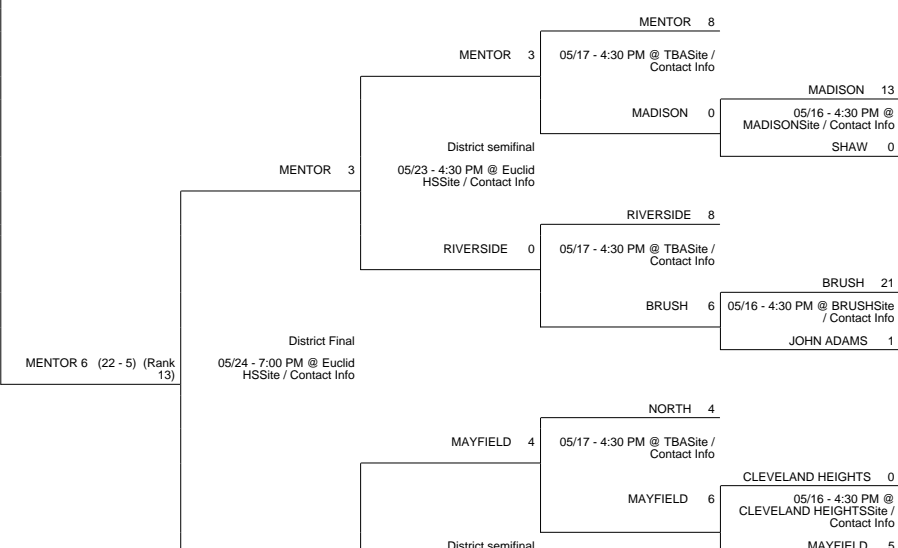 MENTOR 8
MENTOR 3
05/17 - 4:30 PM @ TBASite /
Contact Info
MADISON 13
MADISON 0
05/16 - 4:30 PM @
MADISONSite / Contact Info
District semifinal
SHAW 0
MENTOR 3
05/23 - 4:30 PM @ Euclid
HSSite / Contact Info
RIVERSIDE 8
RIVERSIDE 0
05/17 - 4:30 PM @ TBASite /
Contact Info
BRUSH 21
BRUSH 6
05/16 - 4:30 PM @ BRUSHSite
/ Contact Info
District Final
JOHN ADAMS 1
MENTOR 6 (22 - 5) (Rank
13)
05/24 - 7:00 PM @ Euclid
HSSite / Contact Info
NORTH 4
MAYFIELD 4
05/17 - 4:30 PM @ TBASite /
Contact Info
CLEVELAND HEIGHTS 0
MAYFIELD 6
05/16 - 4:30 PM @
CLEVELAND HEIGHTSSite /
Contact Info
District semifinal
MAYFIELD 5